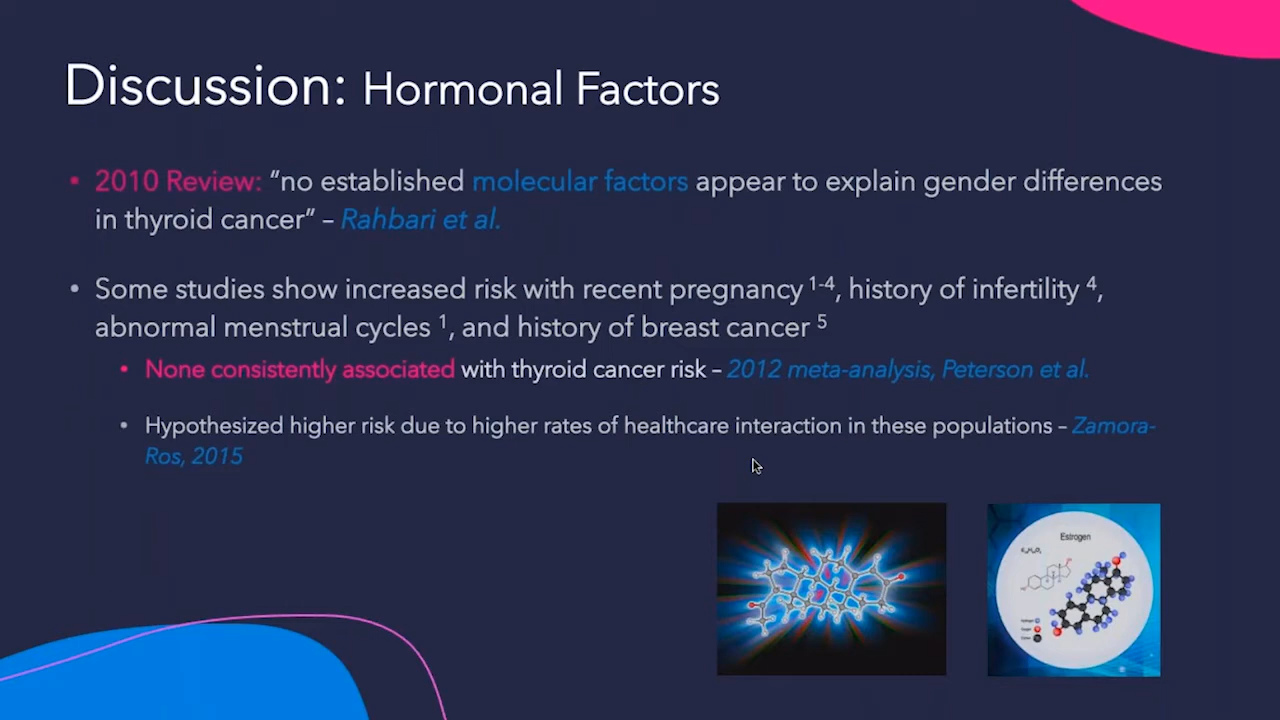 Discussion: Hormonal Factors
• 2010 Review: “no established molecular factors appear to explain gender differences
in thyroid cancer” – Rahbari et al.
• Some studies show increased risk with recent pregnancy 1-4, history of infertility 4,
abnormal menstrual cycles 1, and history of breast cancer 5
• None consistently associated with thyroid cancer risk – 2012 meta-analysis, Peterson et al.
• Hypothesized higher risk due to higher rates of healthcare interaction in these populations – Zamora-
Ros, 2015
Estrogen